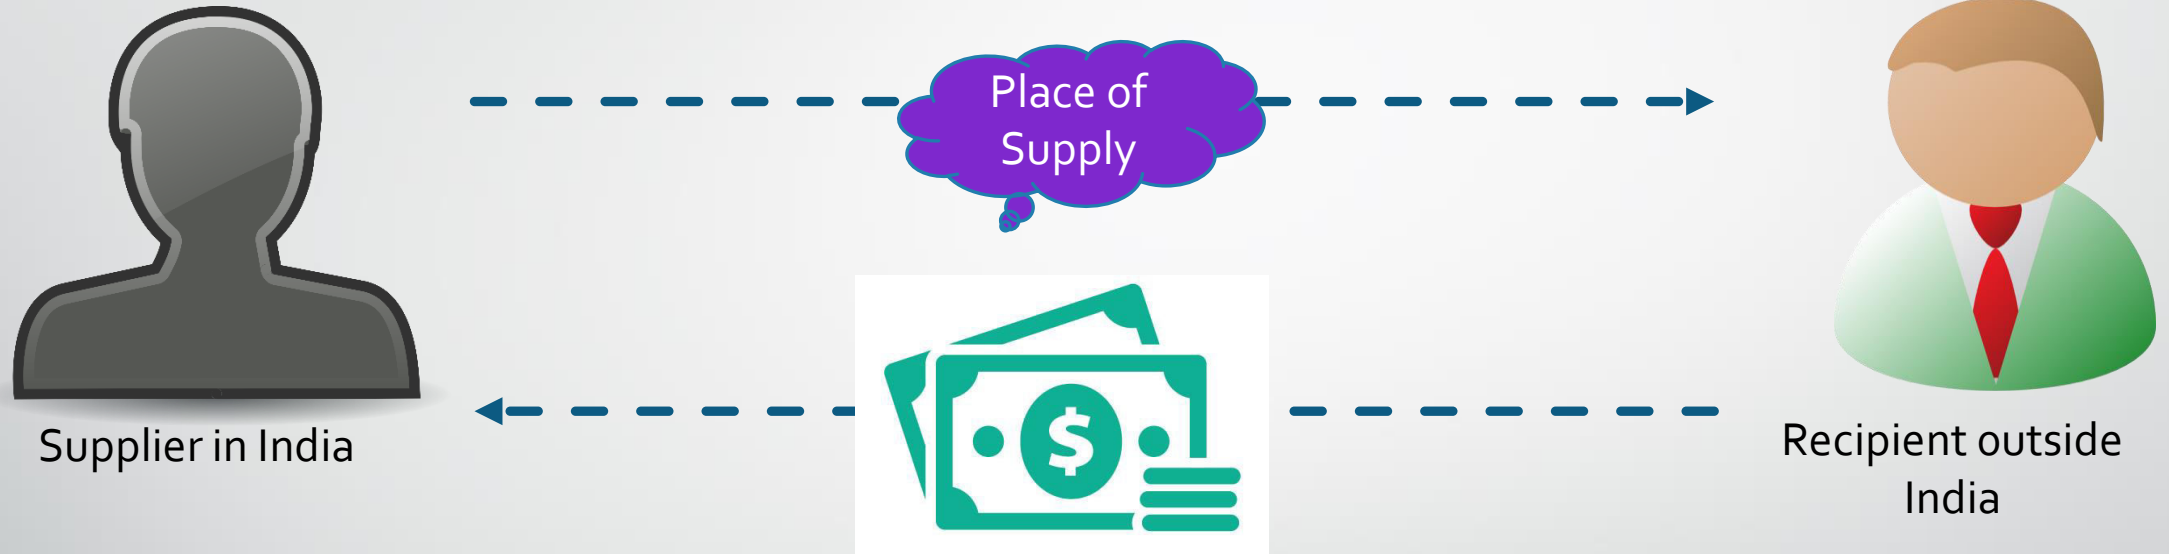 Place of
Supply
$
Supplier in India
Recipient outside
India